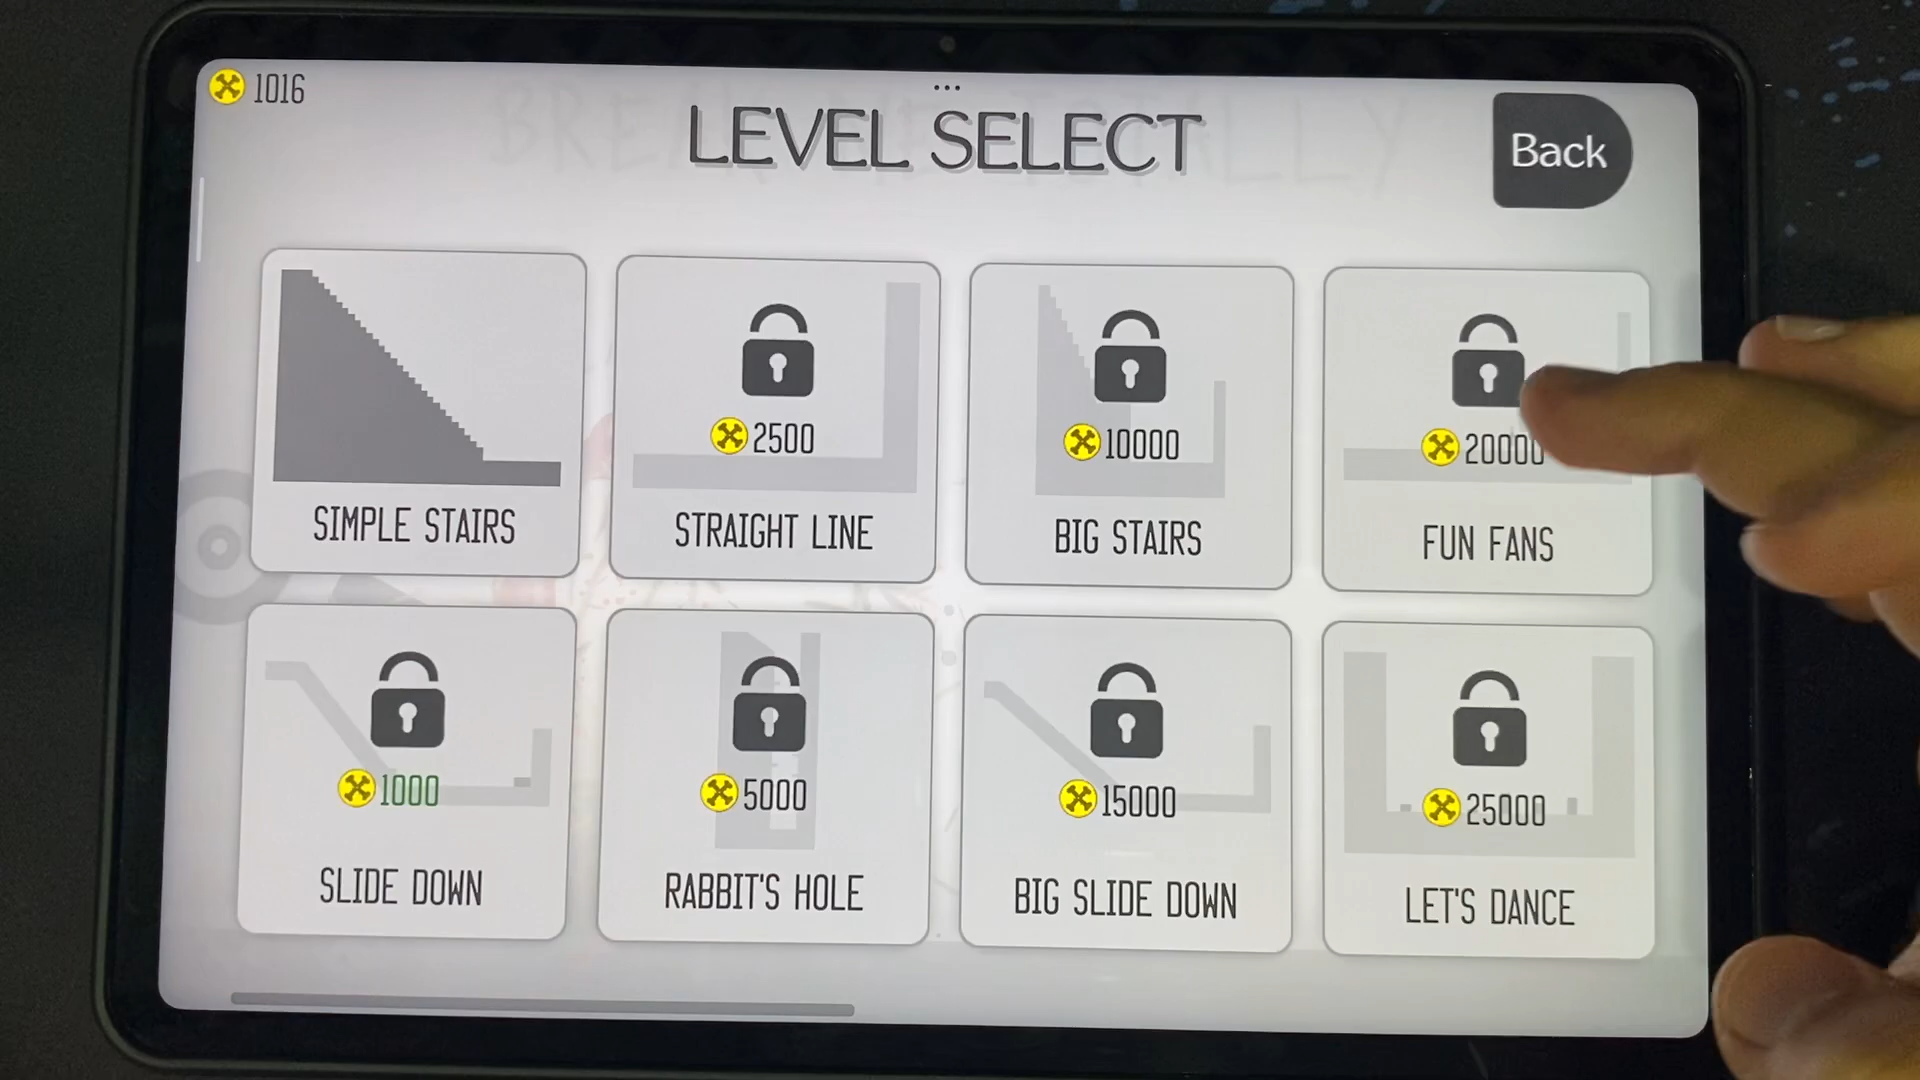 1016
LEVEL SELECT
Back
2500
10000
20000
SIMPLE STAIRS
STRAIGHT LINE
BIG STAIRS
FUN FANS
1000
5000
15000
25000
SLIDE DOWN
RABBIT'S HOLE
BIG SLIDE DOWN
LET'S DANCE